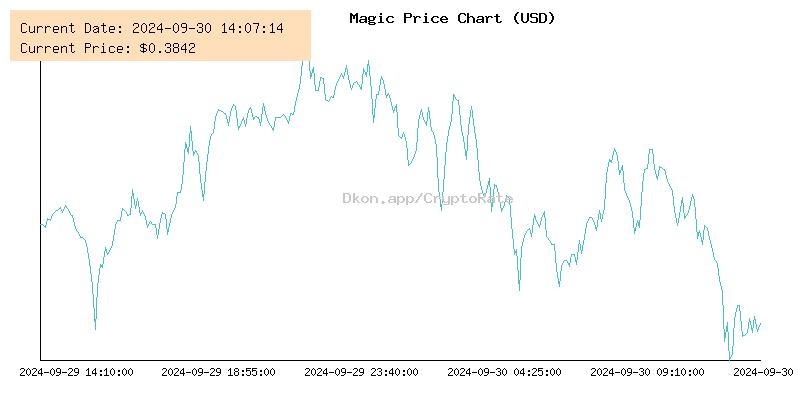 Magic Price Chart (USD)
Current Date: 2024-09-30 14:07:14
Current Price: $0.3842
Dkon.app/CryptoRate
2024-09-29 14:10:00
2024-09-29 18:55:00
2024-09-29 23:40:00
2024-09-30 04:25:00
2024-09-30 09:10:00
2024-09-30